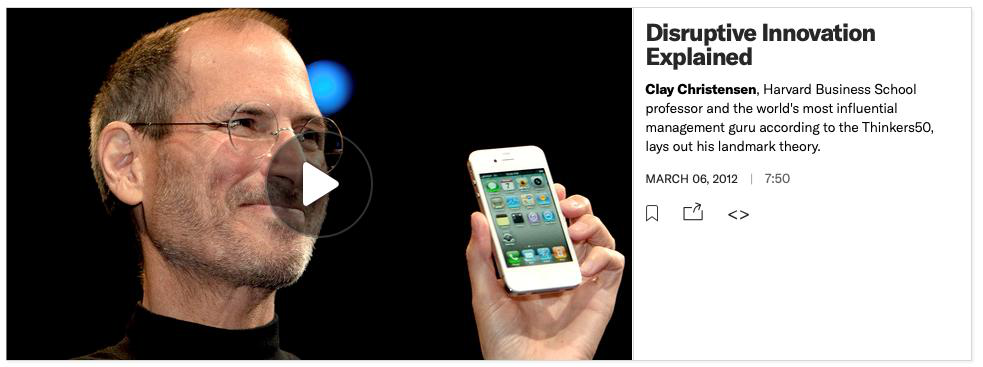 Disruptive Innovation
Explained
Clay Christensen, Harvard Business School
professor and the world's most influential
management guru according to the Thinkers50,
lays out his landmark theory.
MARCH 06, 2012 | 7:50